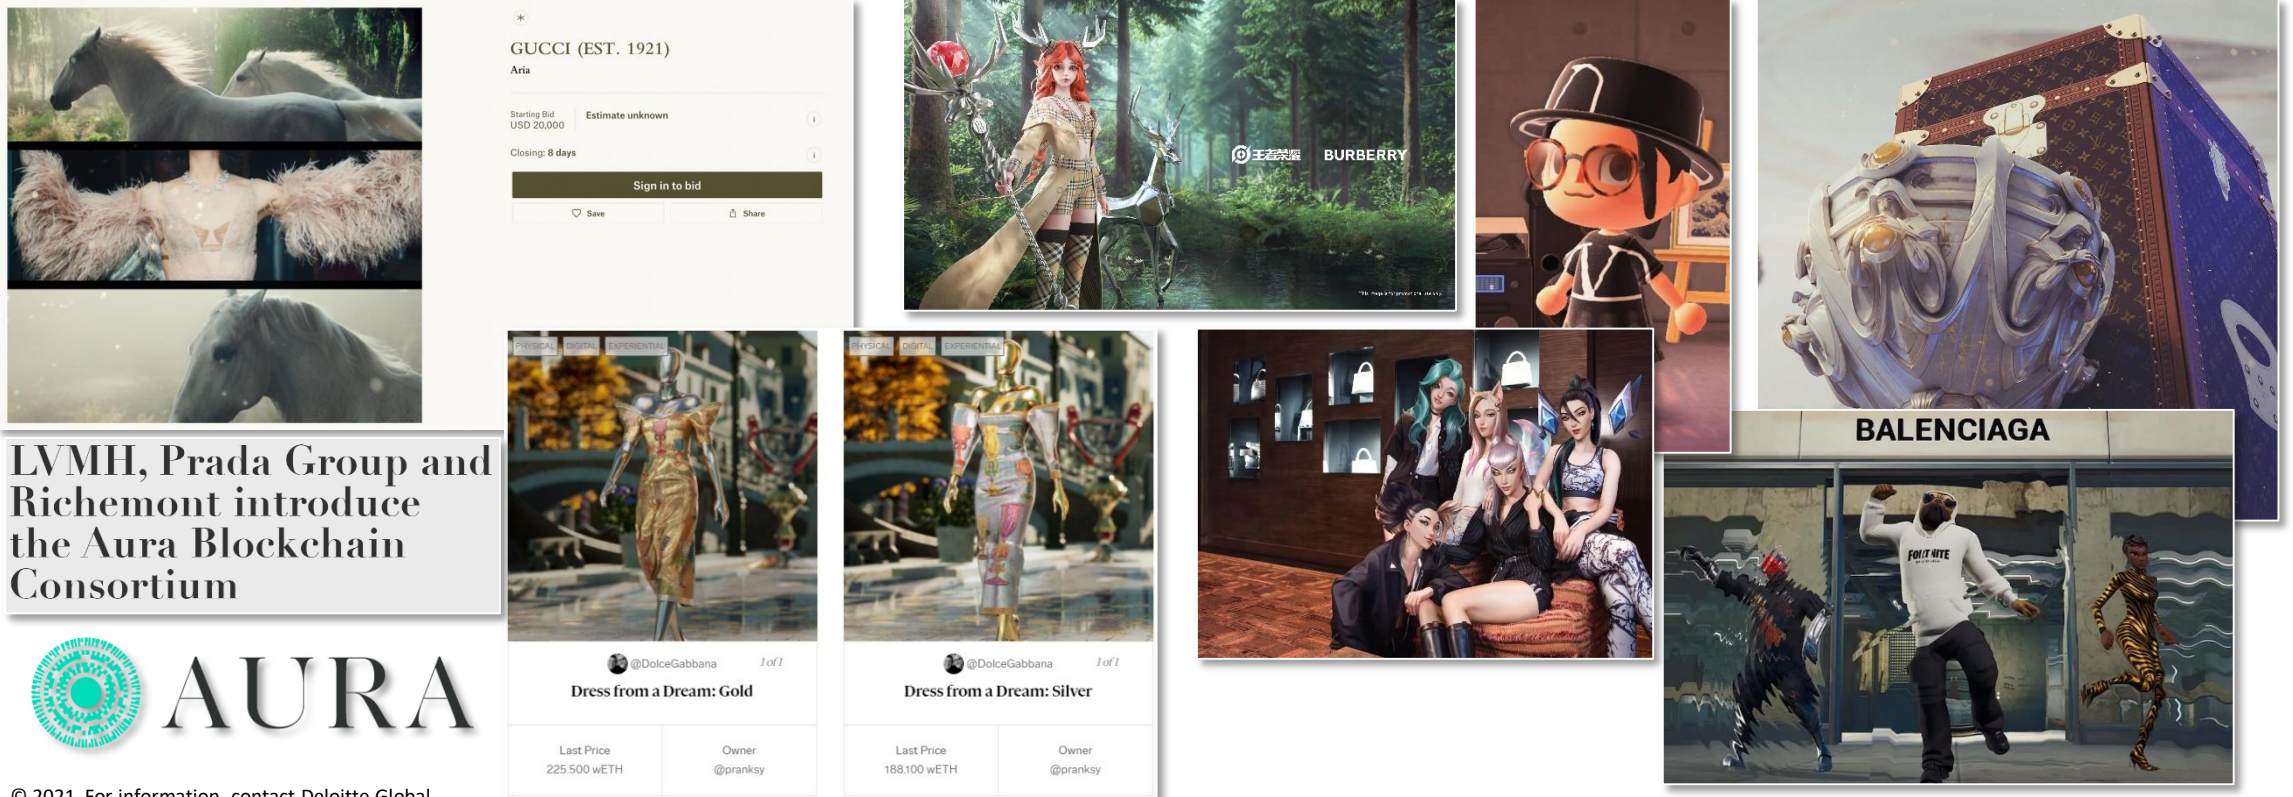 GUCCI (EST. 1921)
Aria
Starting Bid
USD 20,000
Estimate unknown
Closing: 8 days
Sign in to bid
Save
Share
王者荣耀 BURBERRY
LVMH, Prada Group and
Richemont introduce
the Aura Blockchain
Consortium
AURA
© 2021. For information, contact Deloitte Global.
PHYSICAL DIGITAL EXPERIENTIAL
@DolceGabbana 1 of 1
Dress from a Dream: Gold
Last Price
225.500 wETH
Owner
@pranksy
PHYSICAL DIGITAL EXPERIENTIAL
@DolceGabbana 1 of 1
Dress from a Dream: Silver
Last Price
188.100 wETH
Owner
@pranksy
BALENCIAGA
FORTNITE